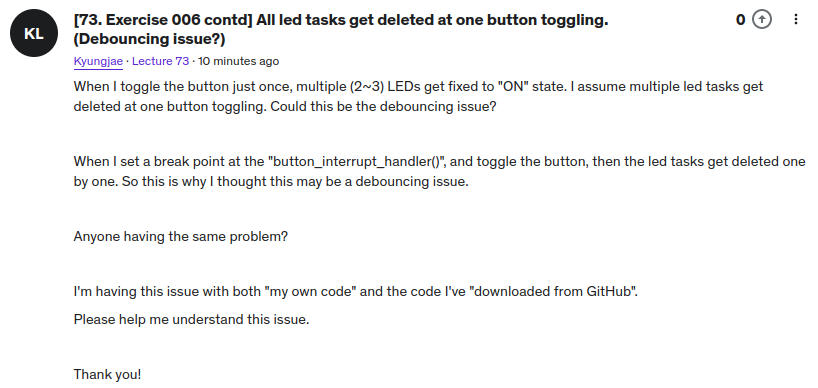 KL
[73. Exercise 006 contd] All led tasks get deleted at one button toggling.
(Debouncing issue?)
0
Kyungjae · Lecture 73 · 10 minutes ago
When I toggle the button just once, multiple (2~3) LEDs get fixed to "ON" state. I assume multiple led tasks get
deleted at one button toggling. Could this be the debouncing issue?
When I set a break point at the "button_interrupt_handler()", and toggle the button, then the led tasks get deleted one
by one. So this is why I thought this may be a debouncing issue.
Anyone having the same problem?
I'm having this issue with both "my own code" and the code I've "downloaded from GitHub".
Please help me understand this issue.
Thank you!